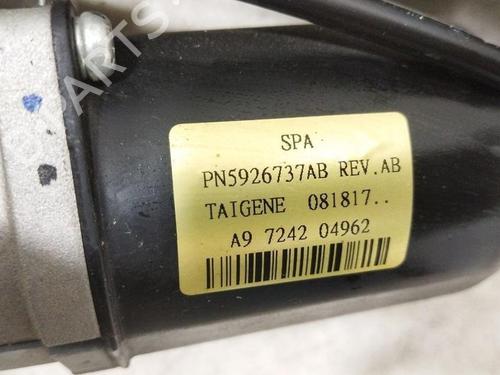 SPA
PN5926737AB REV.AB
TAIGENE 081817..
A9 7242 04962